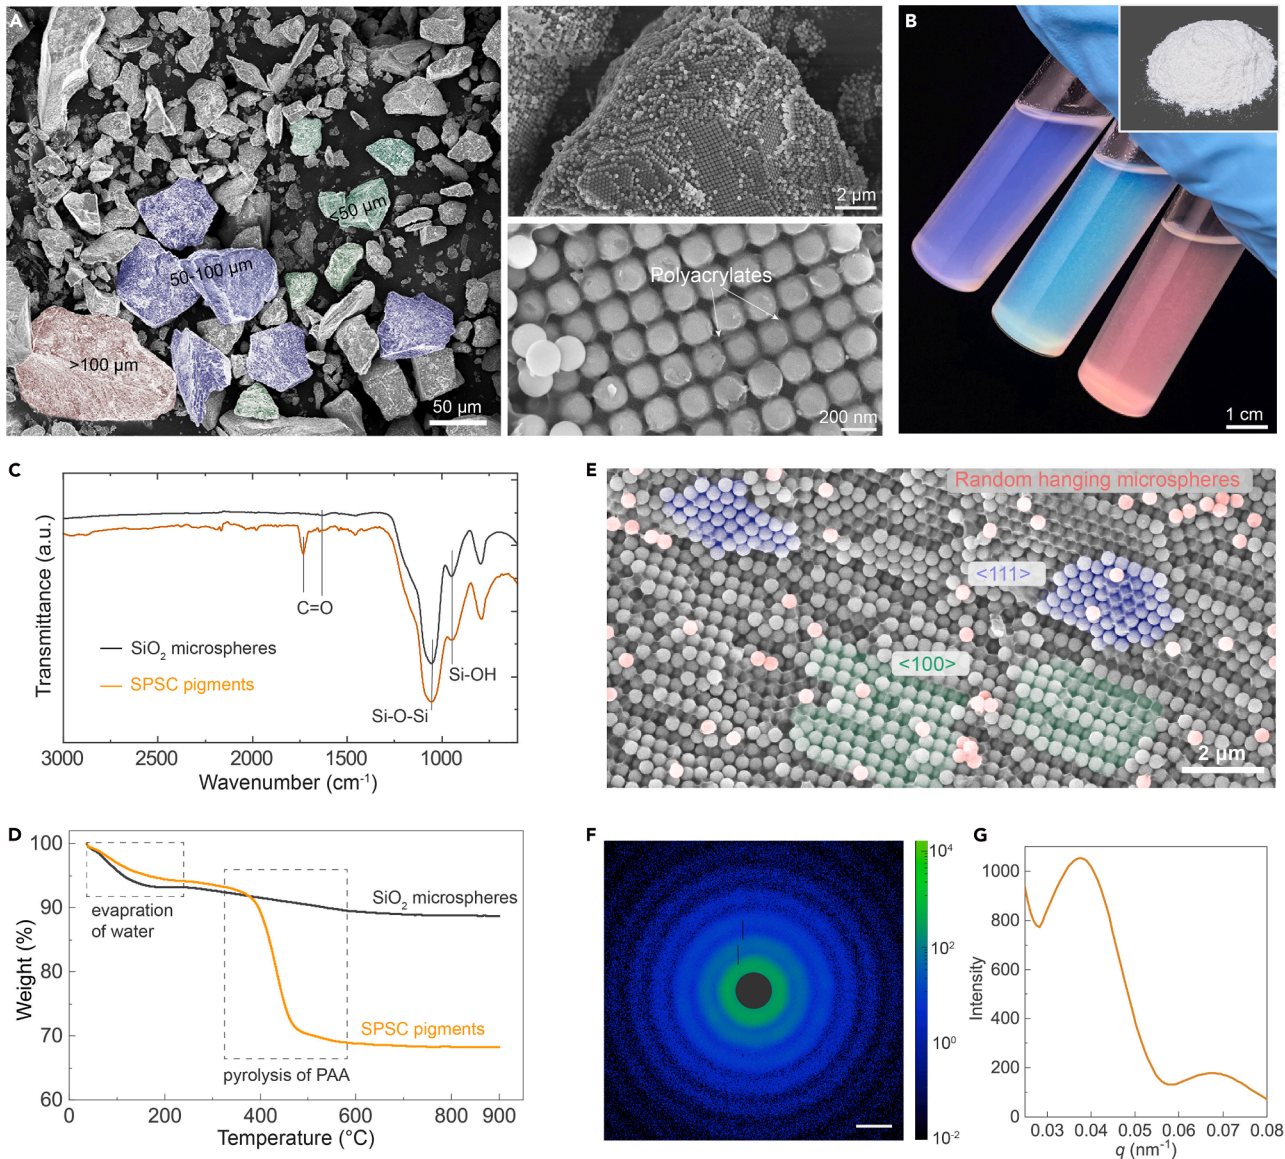 A
<50 µm
50-100 µm
>100 µm
50 µm
2 µm
Polyacrylates
200 nm
B
1 cm
C
Transmittance (a.u.)
C=O
SiO2 microspheres
SPSC pigments
Si-OH
Si-O-Si
3000 2500 2000 1500 1000
Wavenumber (cm-1)
E
Random hanging microspheres
<111>
<100>
2 µm
D
Weight (%)
100
90
80
70
60
evapration
of water
SiO2 microspheres
SPSC pigments
pyrolysis of PAA
0 200 400 600 800 900
Temperature (°C)
F
10^4
10^2
10^0
10^-2
G
Intensity
1000
800
600
400
200
0
0.03 0.04 0.05 0.06 0.07 0.08
q (nm-1)